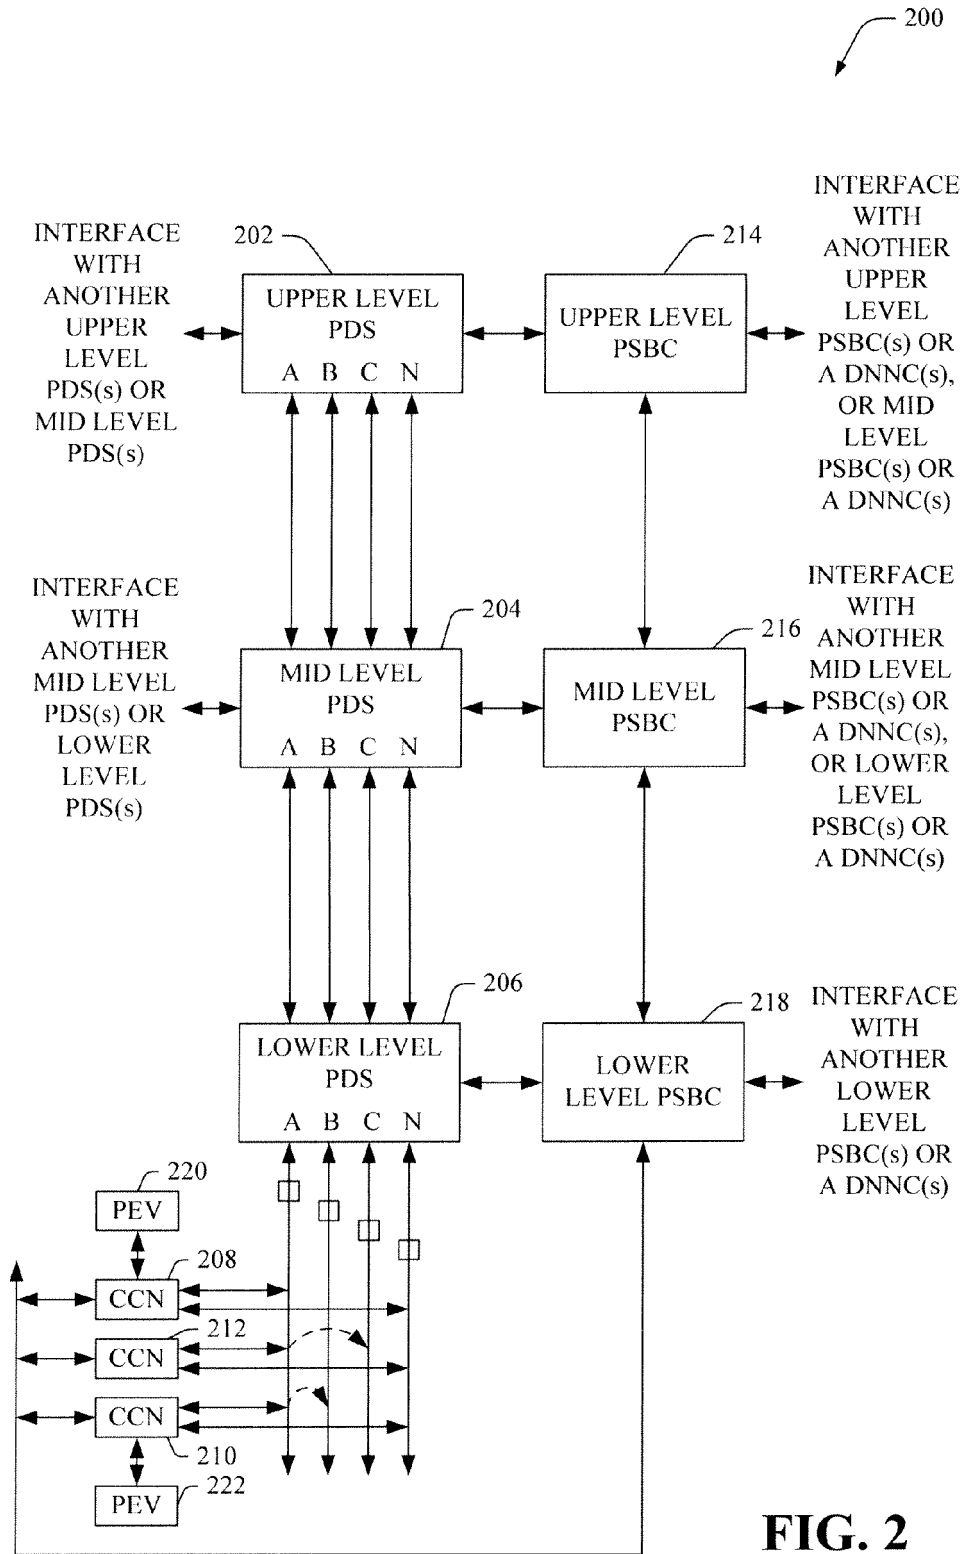 200
INTERFACE
WITH
ANOTHER
UPPER
LEVEL
PDS(s) OR
MID LEVEL
PDS(s)
202
UPPER LEVEL
PDS
A B C N
214
UPPER LEVEL
PSBC
INTERFACE
WITH
ANOTHER
UPPER
LEVEL
PSBC(s) OR
A DNNC(s),
OR MID
LEVEL
PSBC(s) OR
A DNNC(s)
INTERFACE
WITH
ANOTHER
MID LEVEL
PDS(s) OR
LOWER
LEVEL
PDS(s)
204
MID LEVEL
PDS
A B C N
216
MID LEVEL
PSBC
INTERFACE
WITH
ANOTHER
MID LEVEL
PSBC(s) OR
A DNNC(s),
OR LOWER
LEVEL
PSBC(s) OR
A DNNC(s)
206
LOWER LEVEL
PDS
A B C N
218
LOWER
LEVEL PSBC
INTERFACE
WITH
ANOTHER
LOWER
LEVEL
PSBC(s) OR
A DNNC(s)
220
PEV
208
CCN
212
CCN
CCN
210
222
PEV
FIG. 2